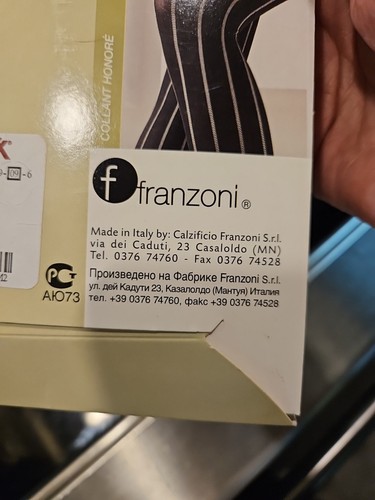 COLLANT HONORÉ
f franzoni®
Made in Italy by: Calzificio Franzoni S.r.l.
via dei Caduti, 23 Casaloldo (MN)
Tel. 0376 74760 - Fax 0376 74528
Произведено на Фабрике Franzoni S.r.l.
ул. дей Кадути 23, Казалолдо (Мантуя) Италия
тел. +39 0376 74760, факс +39 0376 74528
РСТ
АЮ73